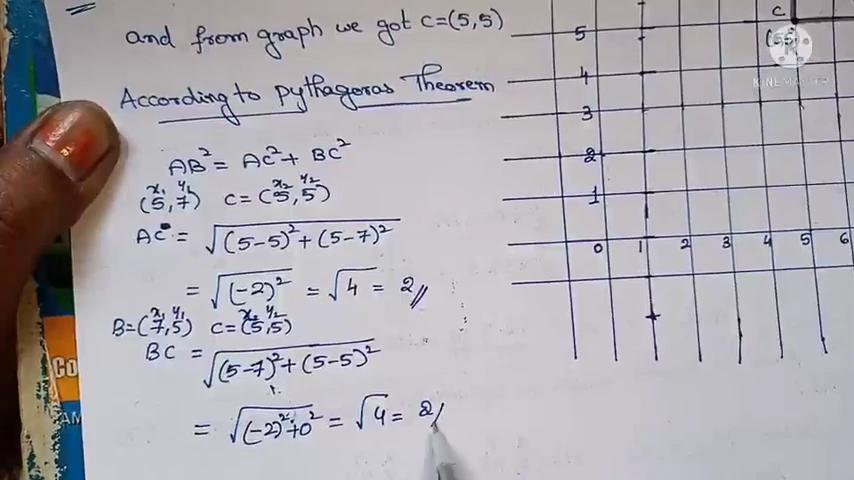 and from graph we got c=(5,5)
According to pythagoras Theorem
AB² = AC² + BC²
x₁ y₁ x₂ y₂
(5,7) c = (5,5)
AC = √(5-5)²+(5-7)²
= √(-2)² = √4 = 2//
x₁ y₁ x₂ y₂
B=(7,5) c=(5,5)
BC = √(5-7)²+(5-5)²
= √(-2)²+0² = √4 = 2/
c
5
4
3
2
1
0 1 2 3 4 5 6
KINEMASTER
Co